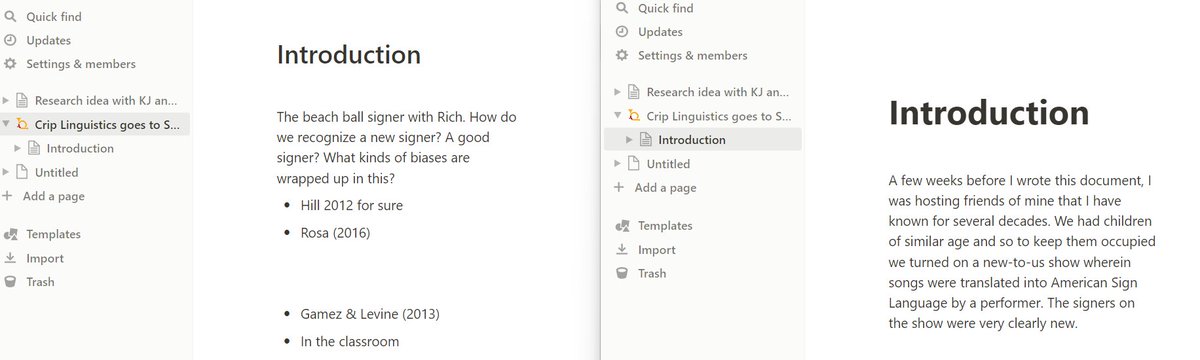 Quick find
Updates
Settings & members
Research idea with KJ an...
Crip Linguistics goes to S...
Introduction
Untitled
Add a page
Templates
Import
Trash
Introduction
The beach ball signer with Rich. How do
we recognize a new signer? A good
signer? What kinds of biases are
wrapped up in this?
• Hill 2012 for sure
• Rosa (2016)
• Gamez & Levine (2013)
• In the classroom
Quick find
Updates
Settings & members
Research idea with KJ an...
Crip Linguistics goes to S...
Introduction
Untitled
Add a page
Templates
Import
Trash
Introduction
A few weeks before I wrote this document, I
was hosting friends of mine that I have
known for several decades. We had children
of similar age and so to keep them occupied
we turned on a new-to-us show wherein
songs were translated into American Sign
Language by a performer. The signers on
the show were very clearly new.